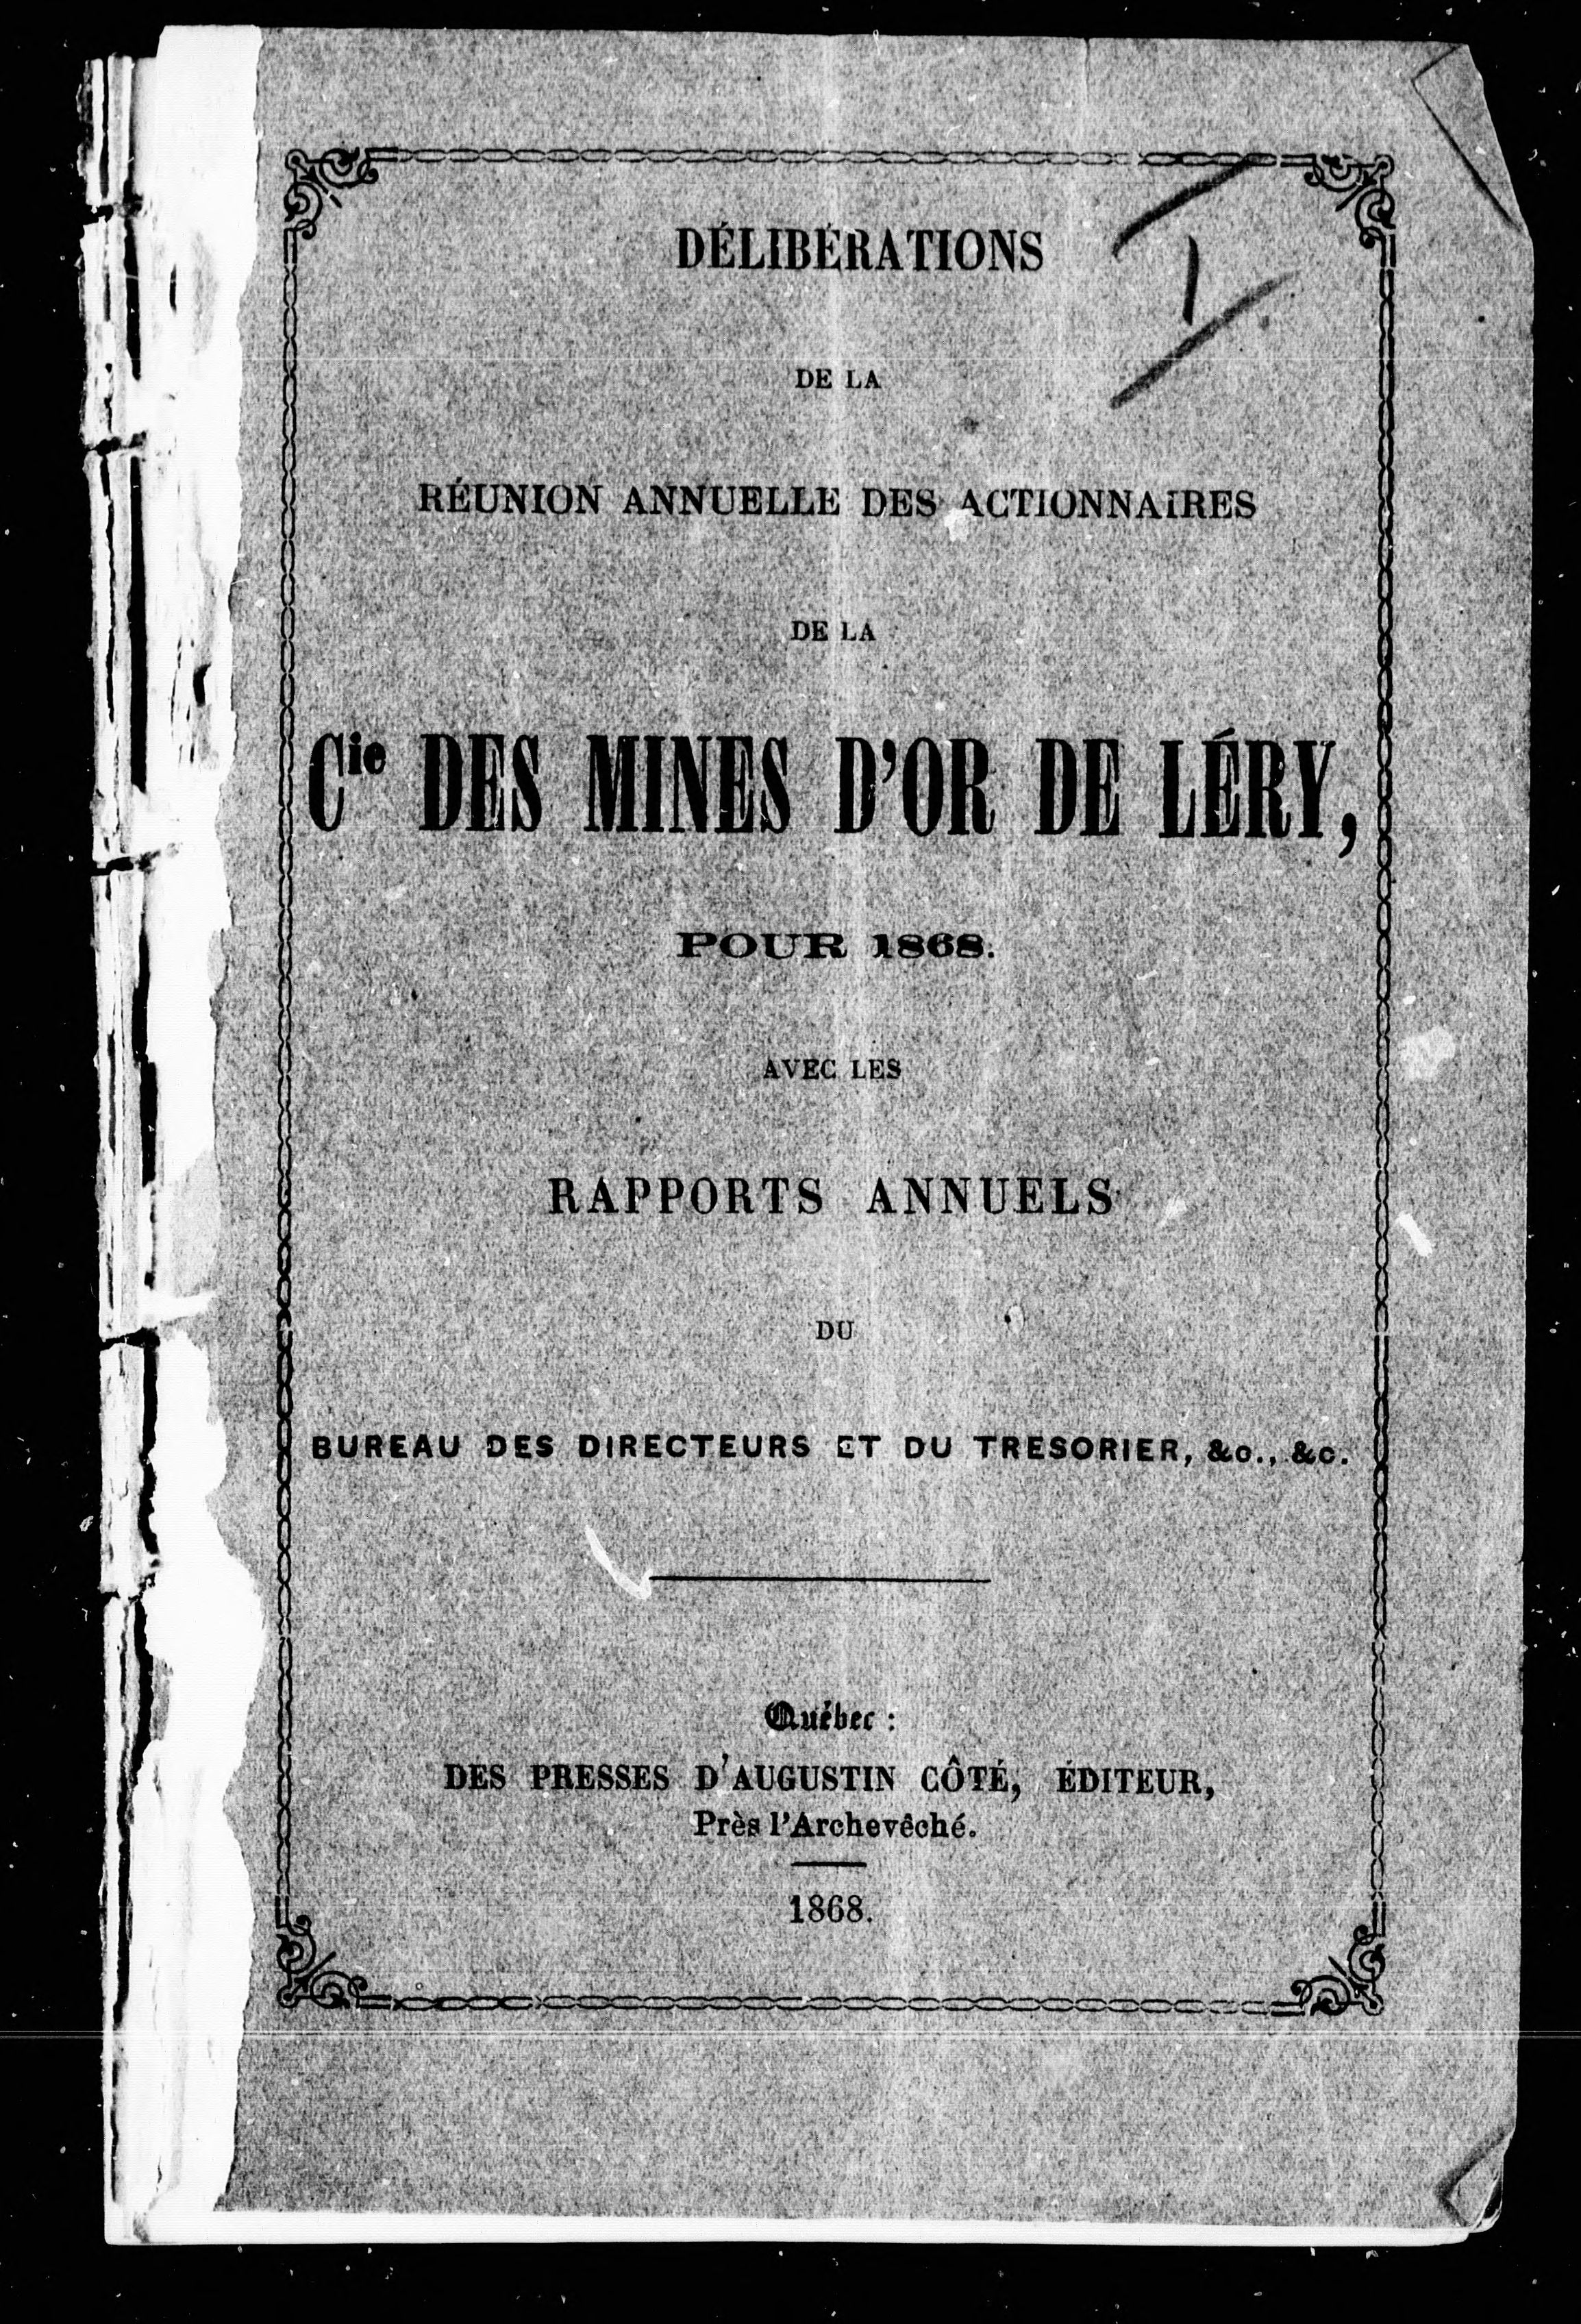 DÉLIBÉRATIONS
DE LA
RÉUNION ANNUELLE DES ACTIONNAIRES
DE LA
Cie DES MINES D'OR DE LÉRY,
POUR 1868.
AVEC LES
RAPPORTS ANNUELS
DU
BUREAU DES DIRECTEURS ET DU TRESORIER, &c., &c.
Québec :
DES PRESSES D'AUGUSTIN CÔTÉ, ÉDITEUR,
Près l'Archevêché.
1868.